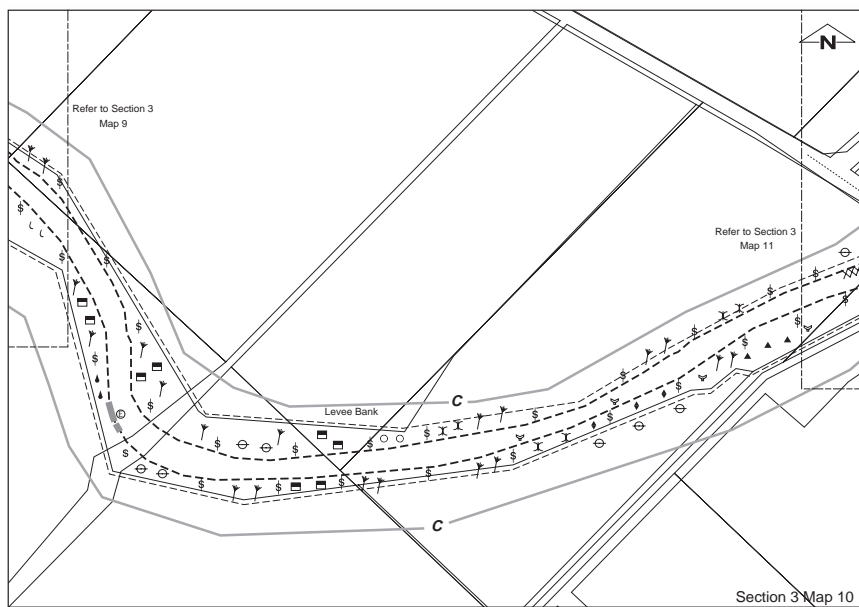 N
Refer to Section 3
Map 9
Refer to Section 3
Map 11
C
Levee Bank
C
Section 3 Map 10